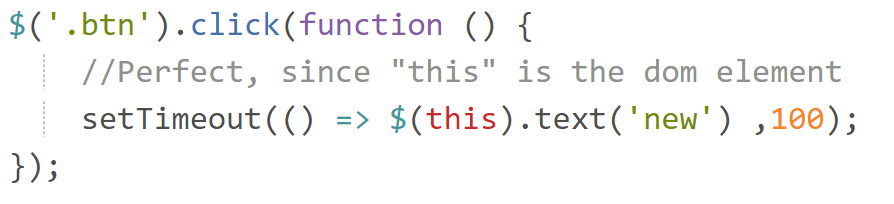 $('.btn').click(function () {
//Perfect, since "this" is the dom element
setTimeout(() => $(this).text('new') ,100);
});